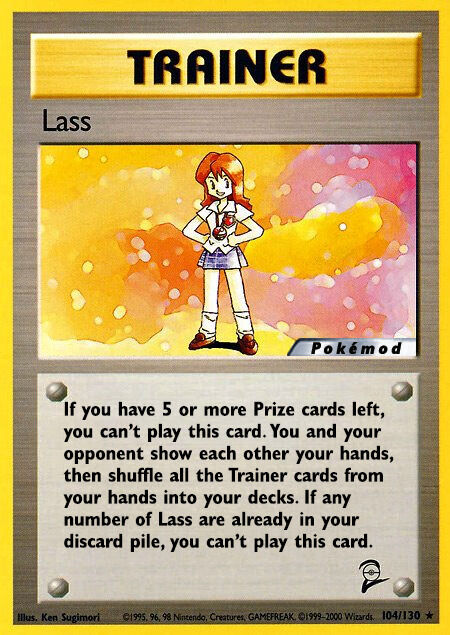 TRAINER
Lass
Pokémod
If you have 5 or more Prize cards left,
you can't play this card. You and your
opponent show each other your hands,
then shuffle all the Trainer cards from
your hands into your decks. If any
number of Lass are already in your
discard pile, you can't play this card.
Illus. Ken Sugimori ©1995, 96, 98 Nintendo, Creatures, GAMEFREAK. ©1999-2000 Wizards. 104/130 ★